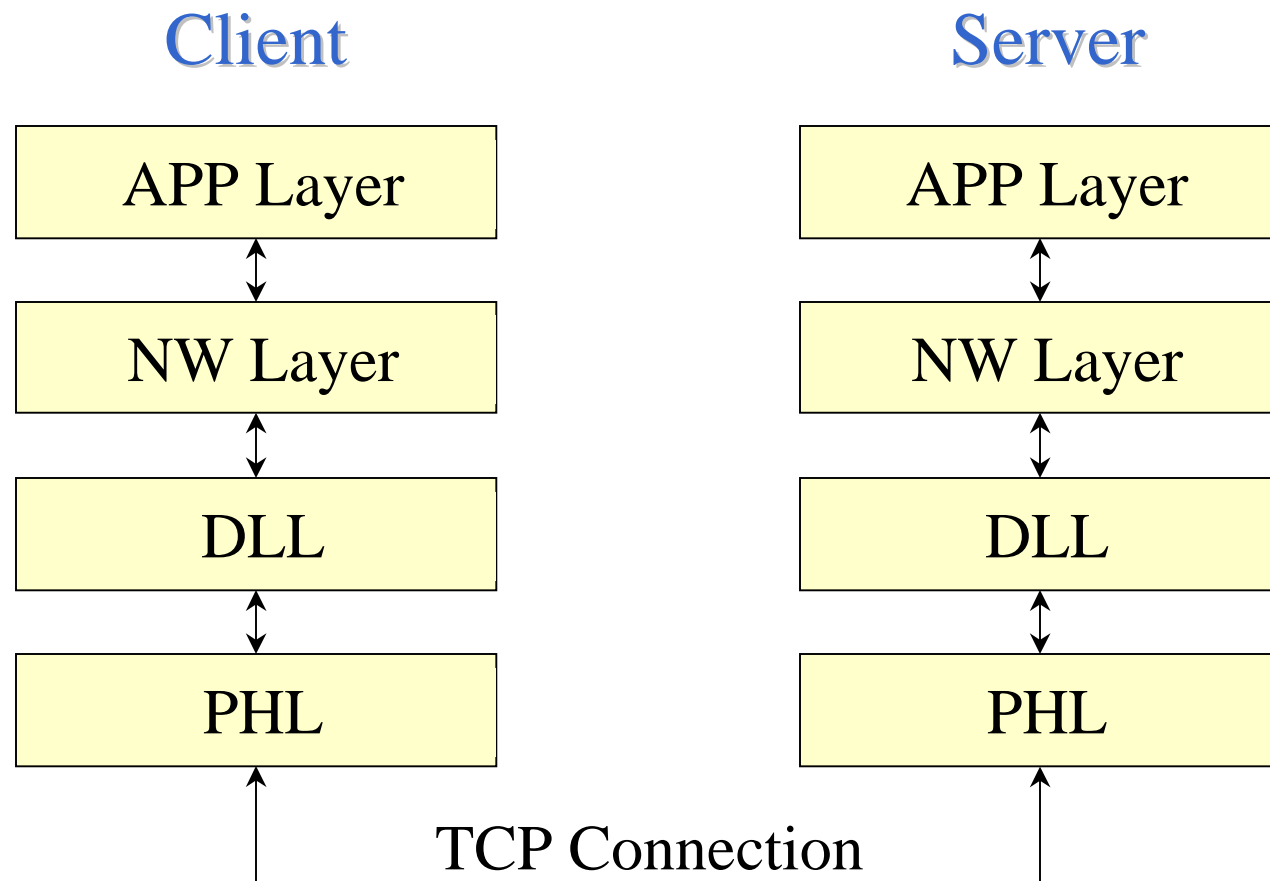 Client
Server
APP Layer
APP Layer
NW Layer
NW Layer
DLL
DLL
PHL
PHL
TCP Connection